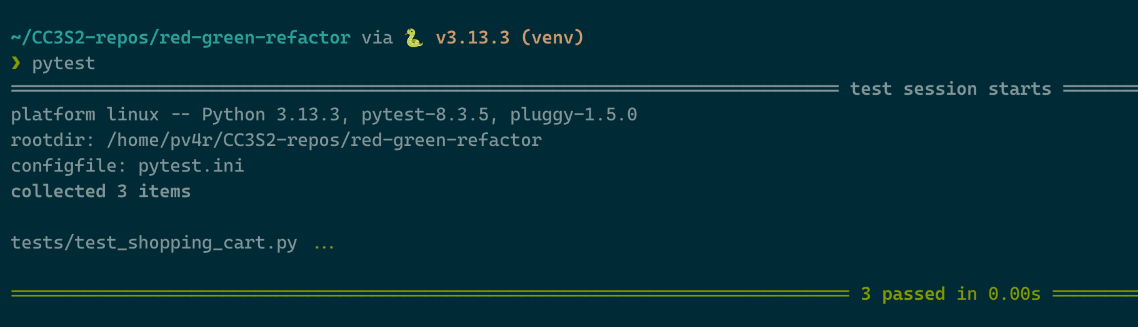 ~/CC3S2-repos/red-green-refactor via 🐍 v3.13.3 (venv)
❯ pytest
═══════════ test session starts ═══════════
platform linux -- Python 3.13.3, pytest-8.3.5, pluggy-1.5.0
rootdir: /home/pv4r/CC3S2-repos/red-green-refactor
configfile: pytest.ini
collected 3 items
tests/test_shopping_cart.py ...
═══════════ 3 passed in 0.00s ═══════════